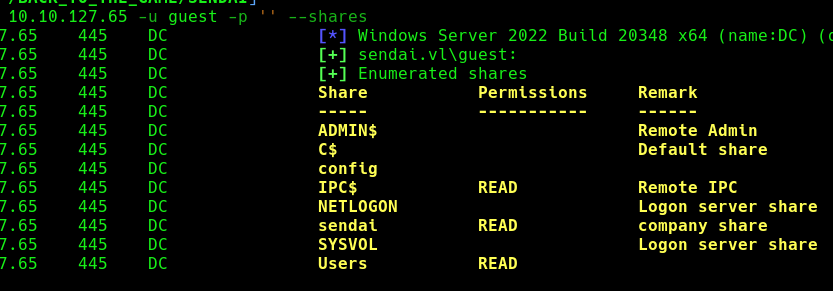 /BACK_TO_THE_GAME/SENDAI]
10.10.127.65 -u guest -p '' --shares
7.65 445 DC [*] Windows Server 2022 Build 20348 x64 (name:DC) (
7.65 445 DC [+] sendai.vl\guest:
7.65 445 DC [+] Enumerated shares
7.65 445 DC Share Permissions Remark
7.65 445 DC ----- ----------- ------
7.65 445 DC ADMIN$ Remote Admin
7.65 445 DC C$ Default share
7.65 445 DC config
7.65 445 DC IPC$ READ Remote IPC
7.65 445 DC NETLOGON Logon server share
7.65 445 DC sendai READ company share
7.65 445 DC SYSVOL Logon server share
7.65 445 DC Users READ